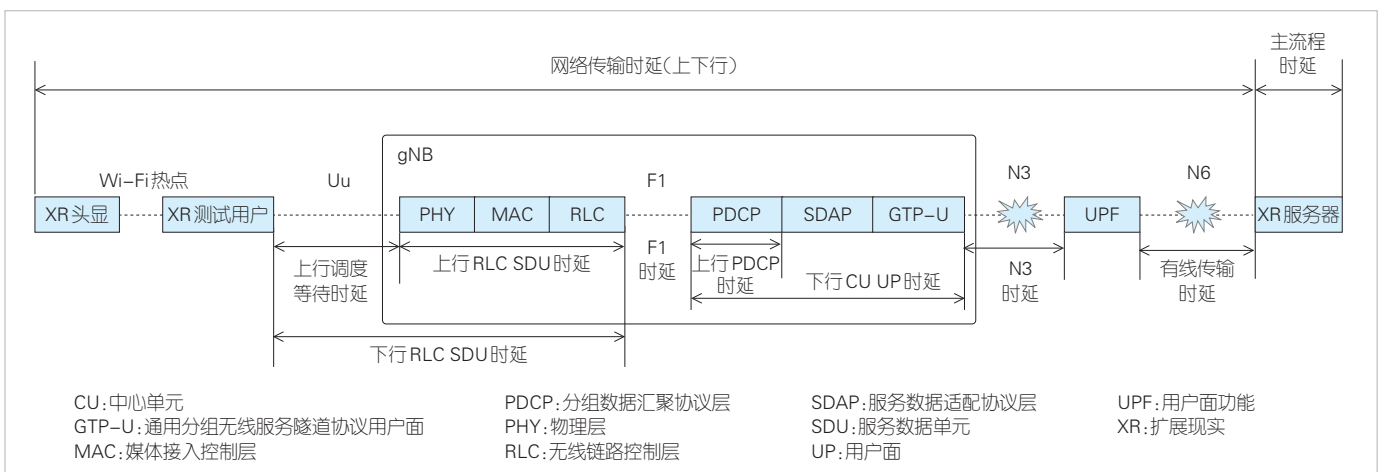 主流程
时延
网络传输时延(上下行)
gNB
Wi-Fi热点
Uu
F1
N3
N6
XR头显
XR测试用户
PHY
MAC
RLC
PDCP
SDAP
GTP-U
UPF
XR服务器
上行调度
等待时延
上行RLC SDU时延
F1
时延
上行PDCP
时延
下行CU UP时延
N3
时延
有线传输
时延
下行RLC SDU时延
CU:中心单元
GTP-U:通用分组无线服务隧道协议用户面
MAC:媒体接入控制层
PDCP:分组数据汇聚协议层
PHY:物理层
RLC:无线链路控制层
SDAP:服务数据适配协议层
SDU:服务数据单元
UP:用户面
UPF:用户面功能
XR:扩展现实